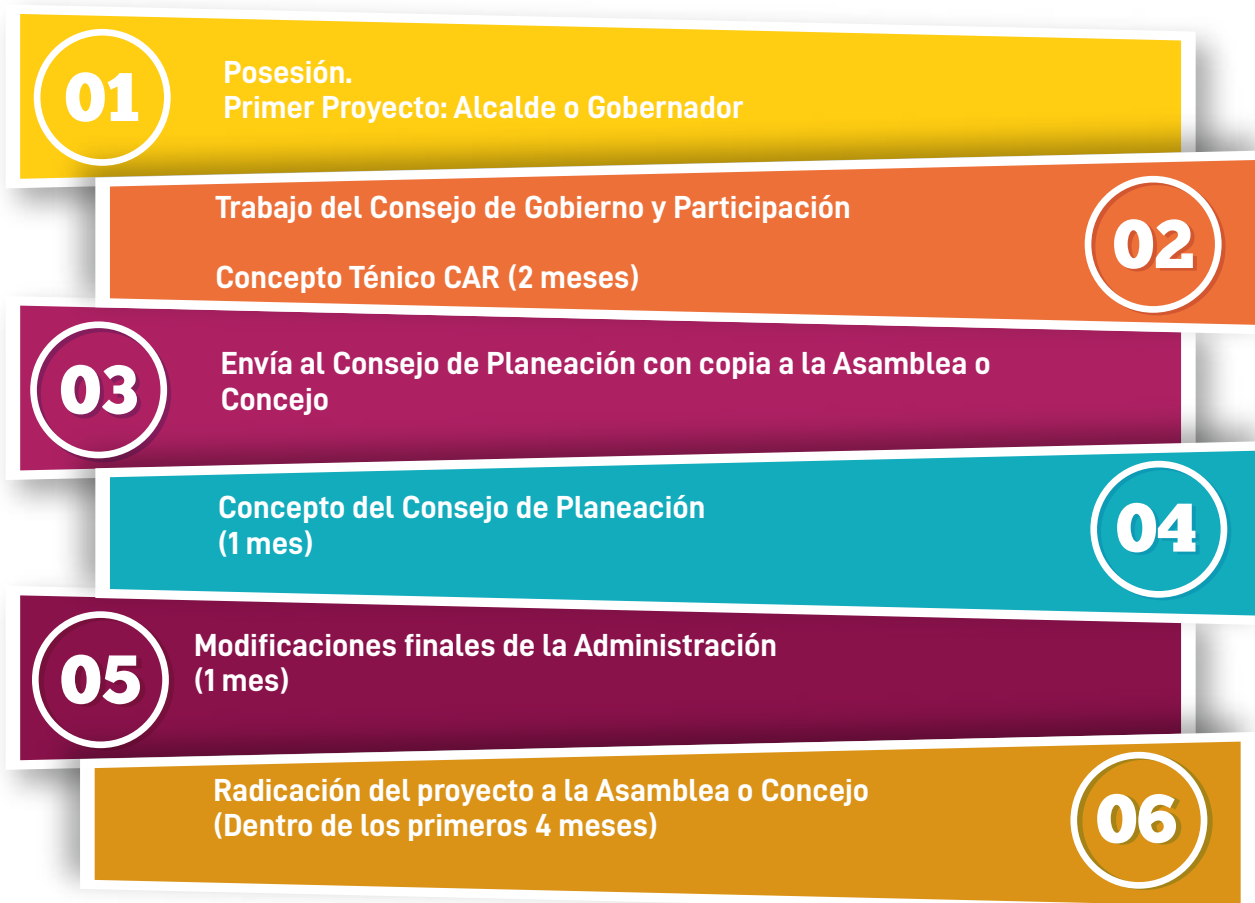 01
Posesión.
Primer Proyecto: Alcalde o Gobernador
Trabajo del Consejo de Gobierno y Participación
Concepto Ténico CAR (2 meses)
02
03
Envía al Consejo de Planeación con copia a la Asamblea o
Concejo
Concepto del Consejo de Planeación
(1 mes)
04
05
Modificaciones finales de la Administración
(1 mes)
Radicación del proyecto a la Asamblea o Concejo
(Dentro de los primeros 4 meses)
06